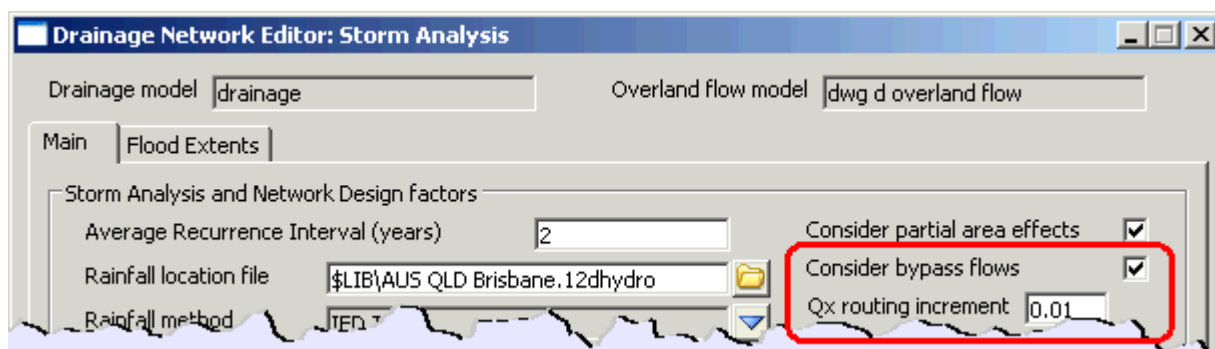 Drainage Network Editor: Storm Analysis
Drainage model drainage Overland flow model dwg d overland flow
Main Flood Extents
Storm Analysis and Network Design factors
Average Recurrence Interval (years) 2 Consider partial area effects
Rainfall location file $LIB\AUS QLD Brisbane.12dhydro Consider bypass flows
Rainfall method Qx routing increment 0.01